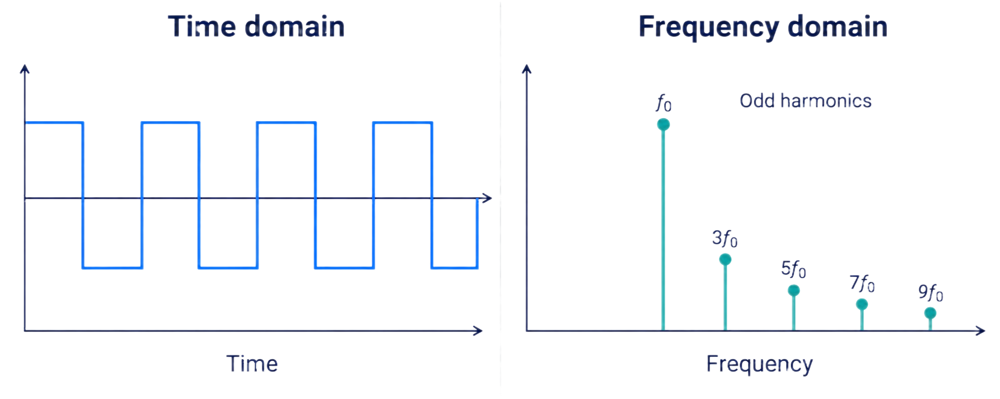 Time domain
Time
Frequency domain
Odd harmonics
f₀
3f₀
5f₀
7f₀
9f₀
Frequency